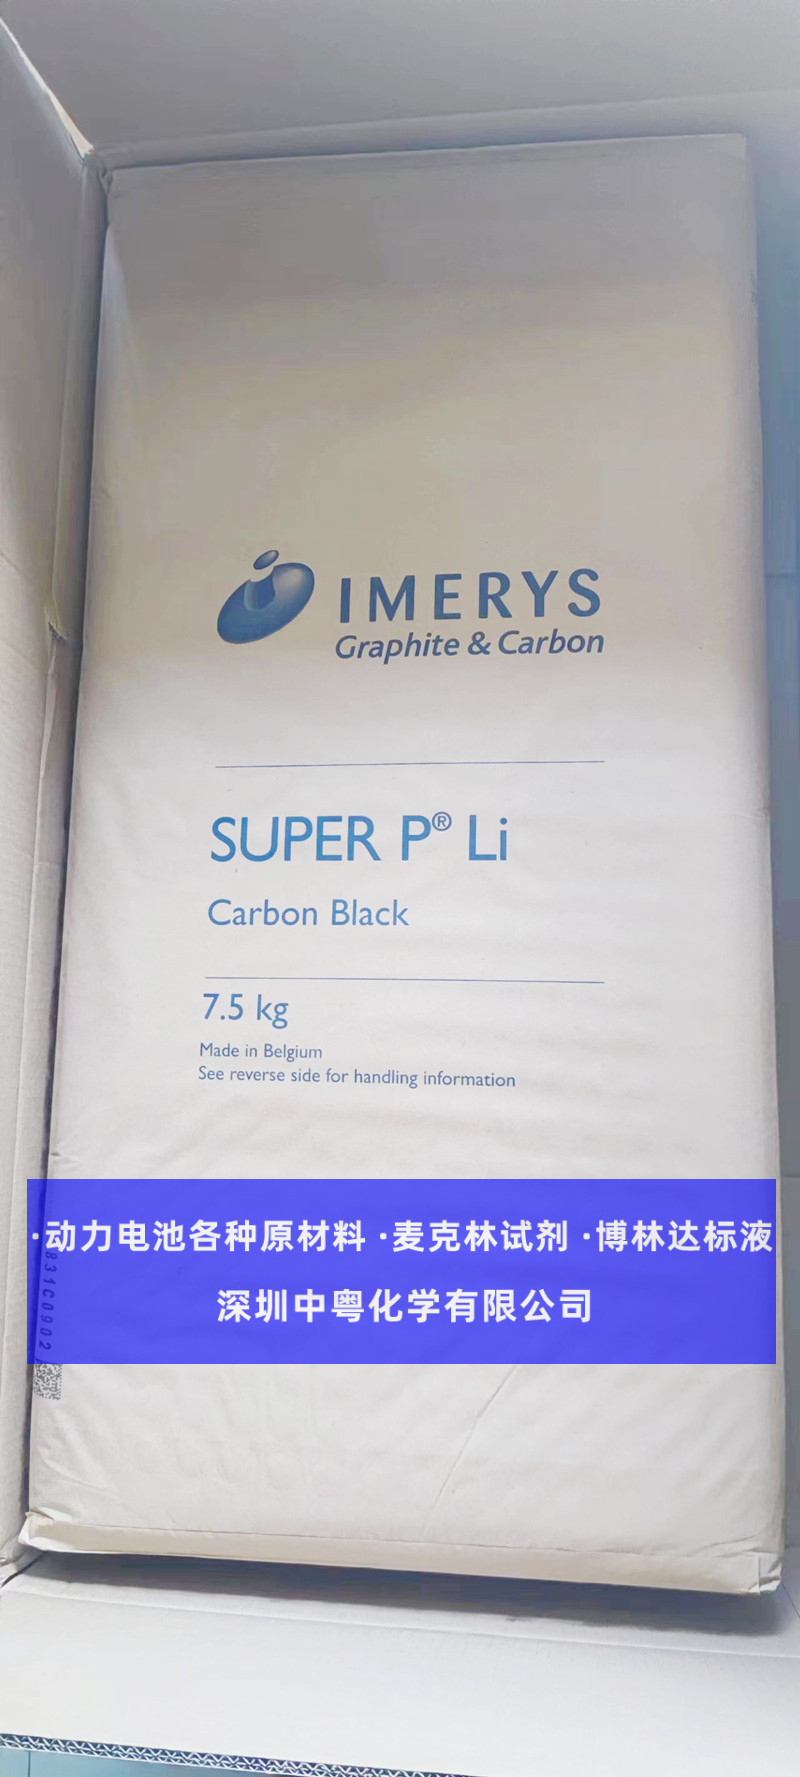 IMERYS
Graphite & Carbon
SUPER P® Li
Carbon Black
7.5 kg
Made in Belgium
See reverse side for handling information
·动力电池各种原材料 ·麦克林试剂 ·博林达标液
深圳中粤化学有限公司
831C0902